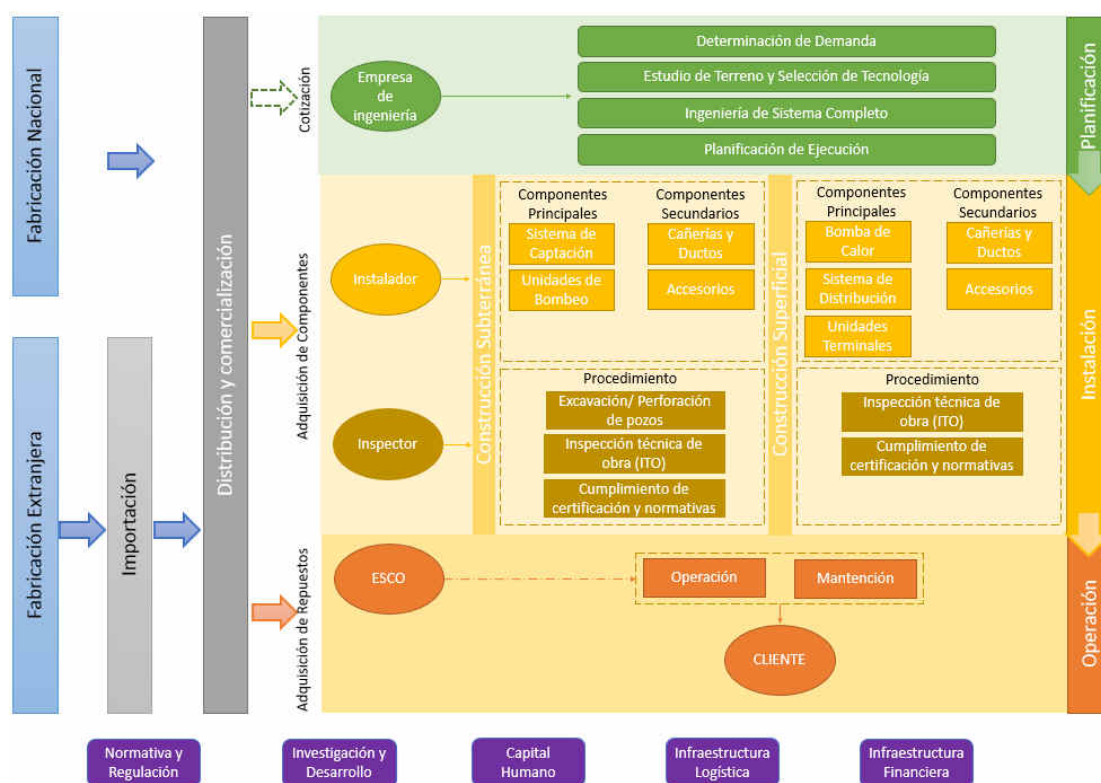 Fabricación Nacional
Fabricación Extranjera
Importación
Distribución y comercialización
Cotización
Adquisición de Componentes
Adquisición de Repuestos
Empresa
de
ingeniería
Determinación de Demanda
Estudio de Terreno y Selección de Tecnología
Ingeniería de Sistema Completo
Planificación de Ejecución
Planificación
Instalador
Inspector
Construcción Subterránea
Componentes
Principales
Sistema de
Captación
Unidades de
Bombeo
Componentes
Secundarios
Cañerías y
Ductos
Accesorios
Procedimiento
Excavación/ Perforación
de pozos
Inspección técnica de
obra (ITO)
Cumplimiento de
certificación y normativas
Construcción Superficial
Componentes
Principales
Bomba de
Calor
Sistema de
Distribución
Unidades
Terminales
Componentes
Secundarios
Cañerías y
Ductos
Accesorios
Procedimiento
Inspección técnica de
obra (ITO)
Cumplimiento de
certificación y normativas
Instalación
ESCO
Operación
Mantención
CLIENTE
Operación
Normativa y
Regulación
Investigación y
Desarrollo
Capital
Humano
Infraestructura
Logística
Infraestructura
Financiera